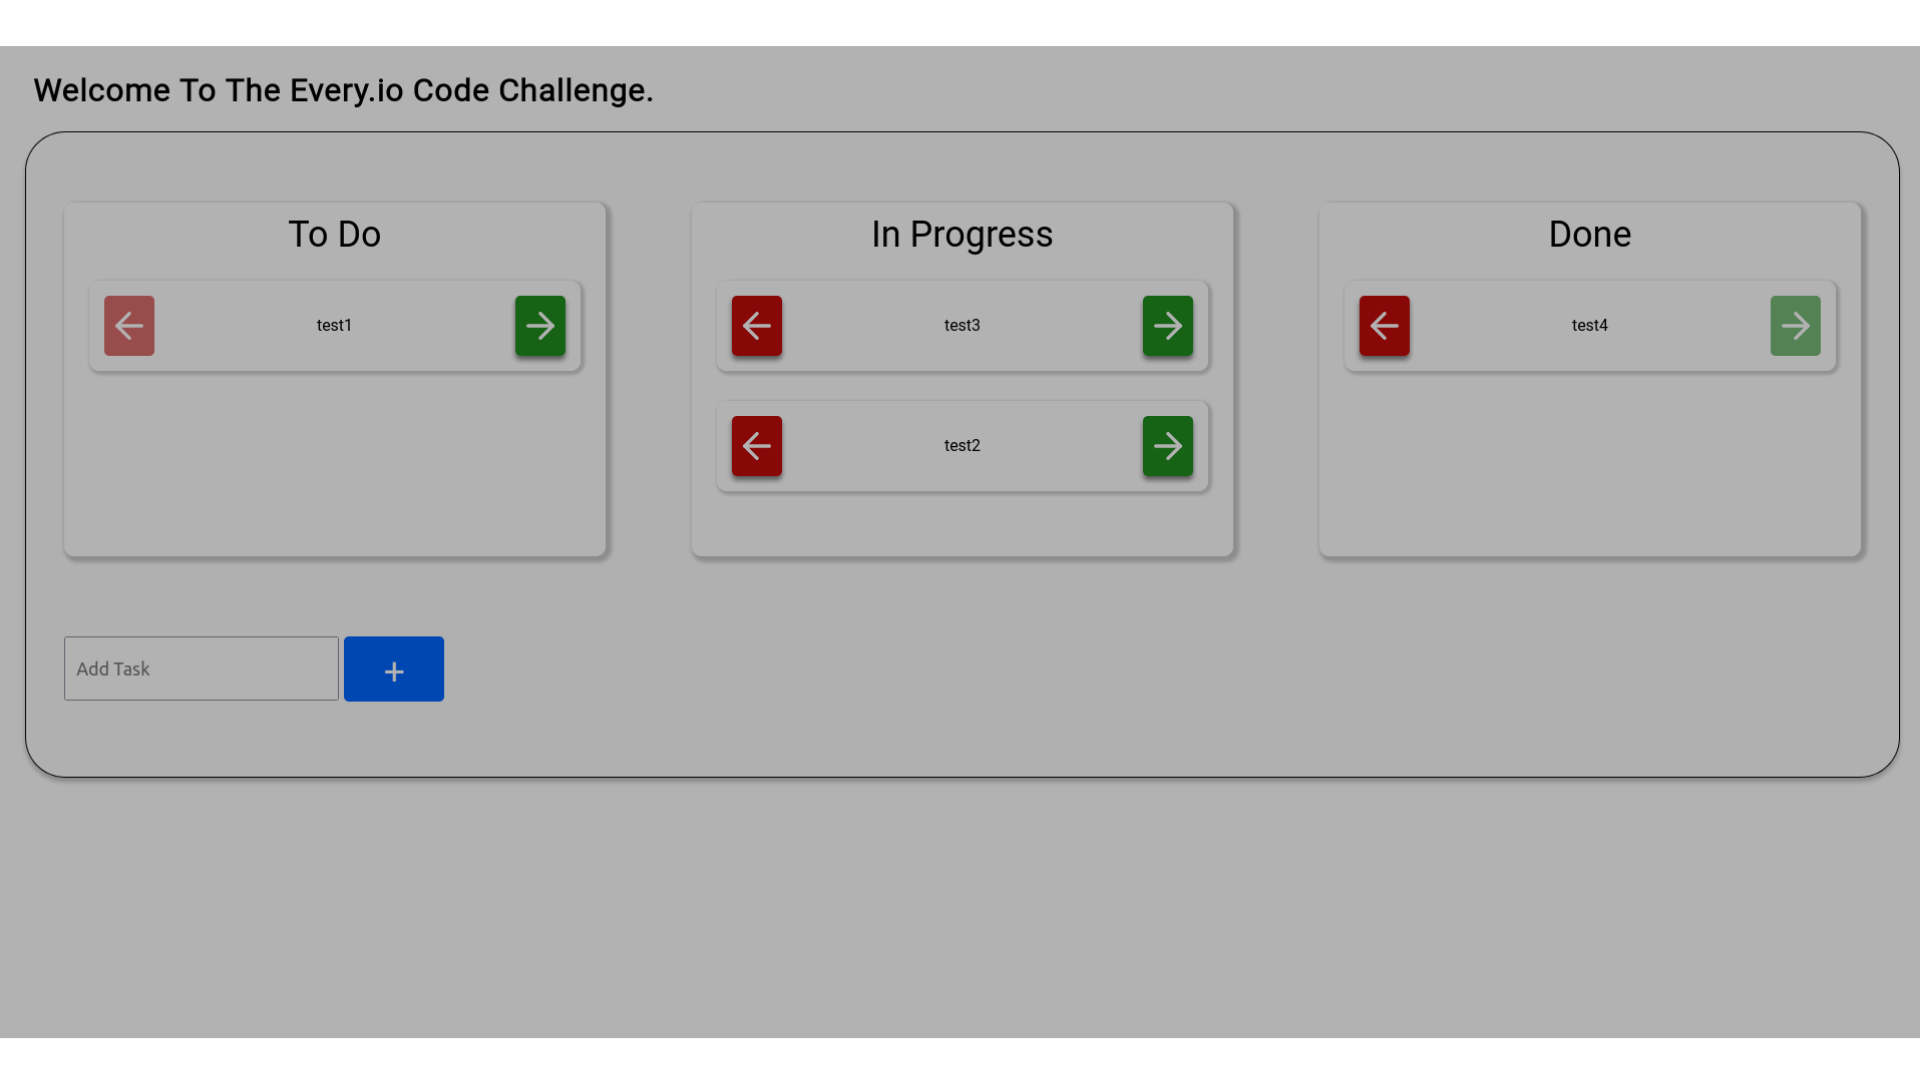 Welcome To The Every.io Code Challenge.
To Do
In Progress
Done
test1
test3
test4
test2
Add Task
+